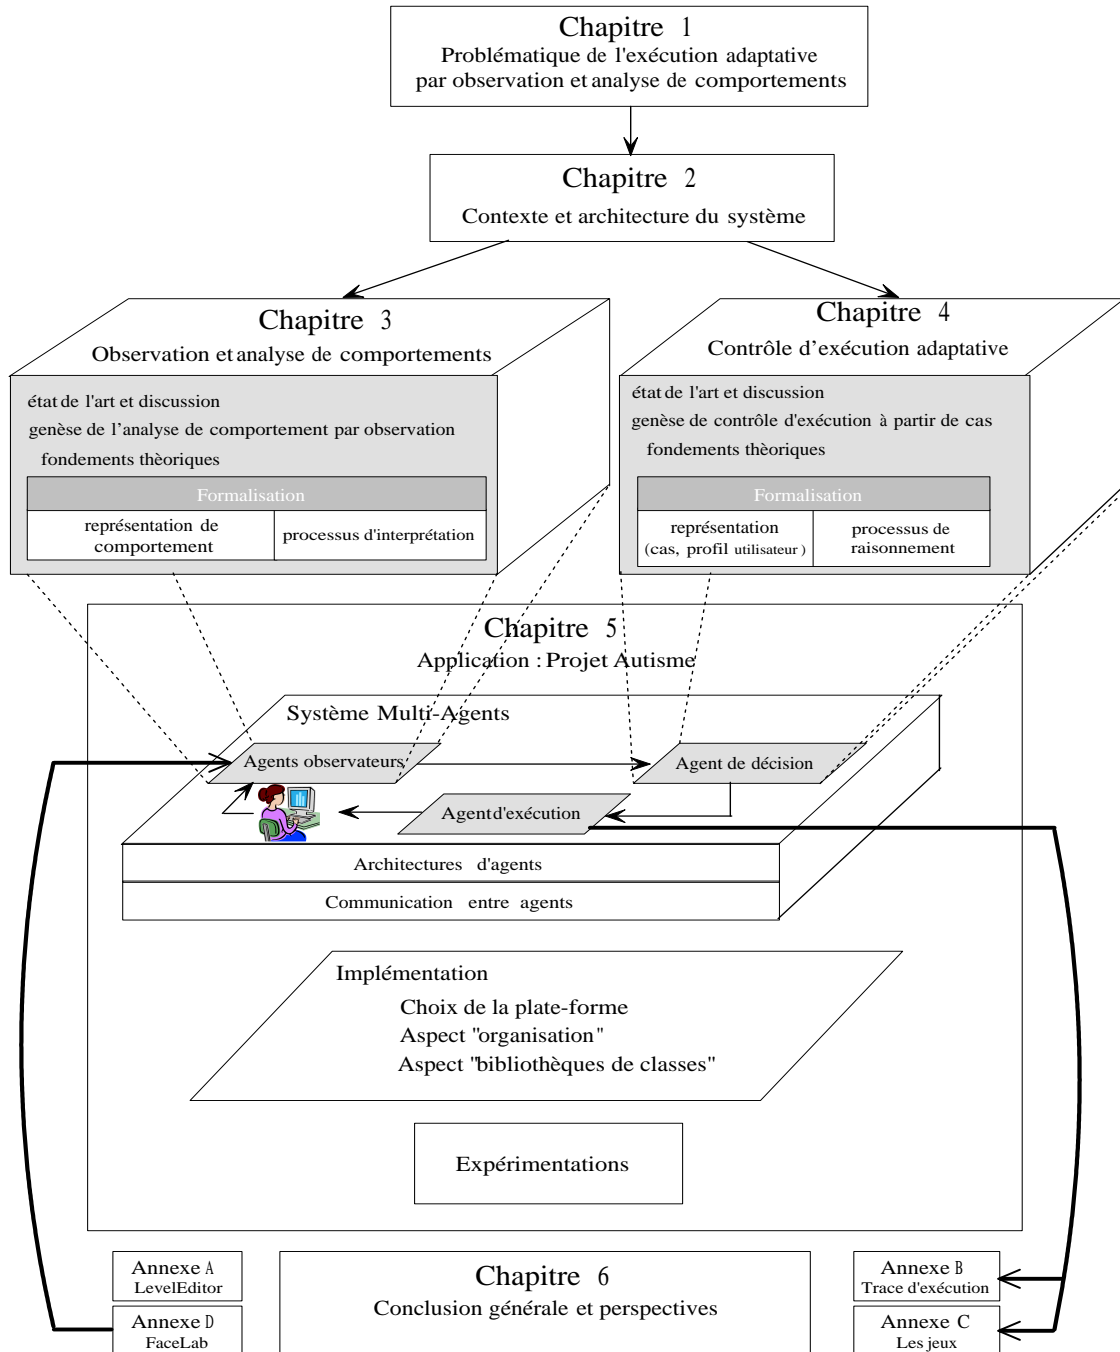 Chapitre 1
Problématique de l'exécution adaptative
par observation et analyse de comportements
Chapitre 2
Contexte et architecture du système
Chapitre 3
Observation et analyse de comportements
état de l'art et discussion
genèse de l’analyse de comportement par observation
fondements thèoriques
Formalisation
représentation de
comportement
processus d'interprétation
Chapitre 4
Contrôle d’exécution adaptative
état de l'art et discussion
genèse de contrôle d'exécution à partir de cas
fondements thèoriques
Formalisation
représentation
(cas, profil utilisateur )
processus de
raisonnement
Chapitre 5
Application : Projet Autisme
Système Multi-Agents
Agents observateurs
Agent de décision
Agent d'exécution
Architectures d'agents
Communication entre agents
Implémentation
Choix de la plate-forme
Aspect "organisation"
Aspect "bibliothèques de classes"
Expérimentations
Annexe A
LevelEditor
Annexe D
FaceLab
Chapitre 6
Conclusion générale et perspectives
Annexe B
Trace d'exécution
Annexe C
Les jeux